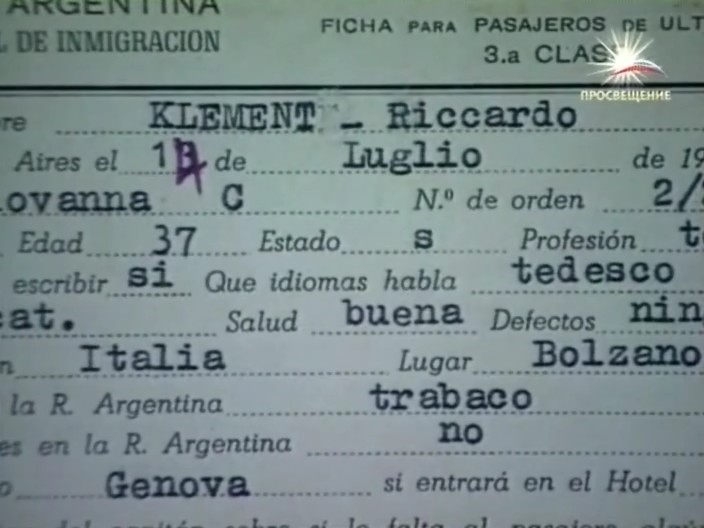 ARGENTINA
DE INMIGRACION
FICHA PARA PASAJEROS DE ULT
3.a CLAS
ПРОСВЕЩЕНИЕ
KLEMENT - Riccardo
Aires el 1 de Luglio de 19
ovanna C N.º de orden 2/
Edad 37 Estado s Profesión t
escribir si Que idiomas habla tedesco
cat. Salud buena Defectos nin
Italia Lugar Bolzano
la R. Argentina trabaco
es en la R. Argentina no
Genova si entrará en el Hotel